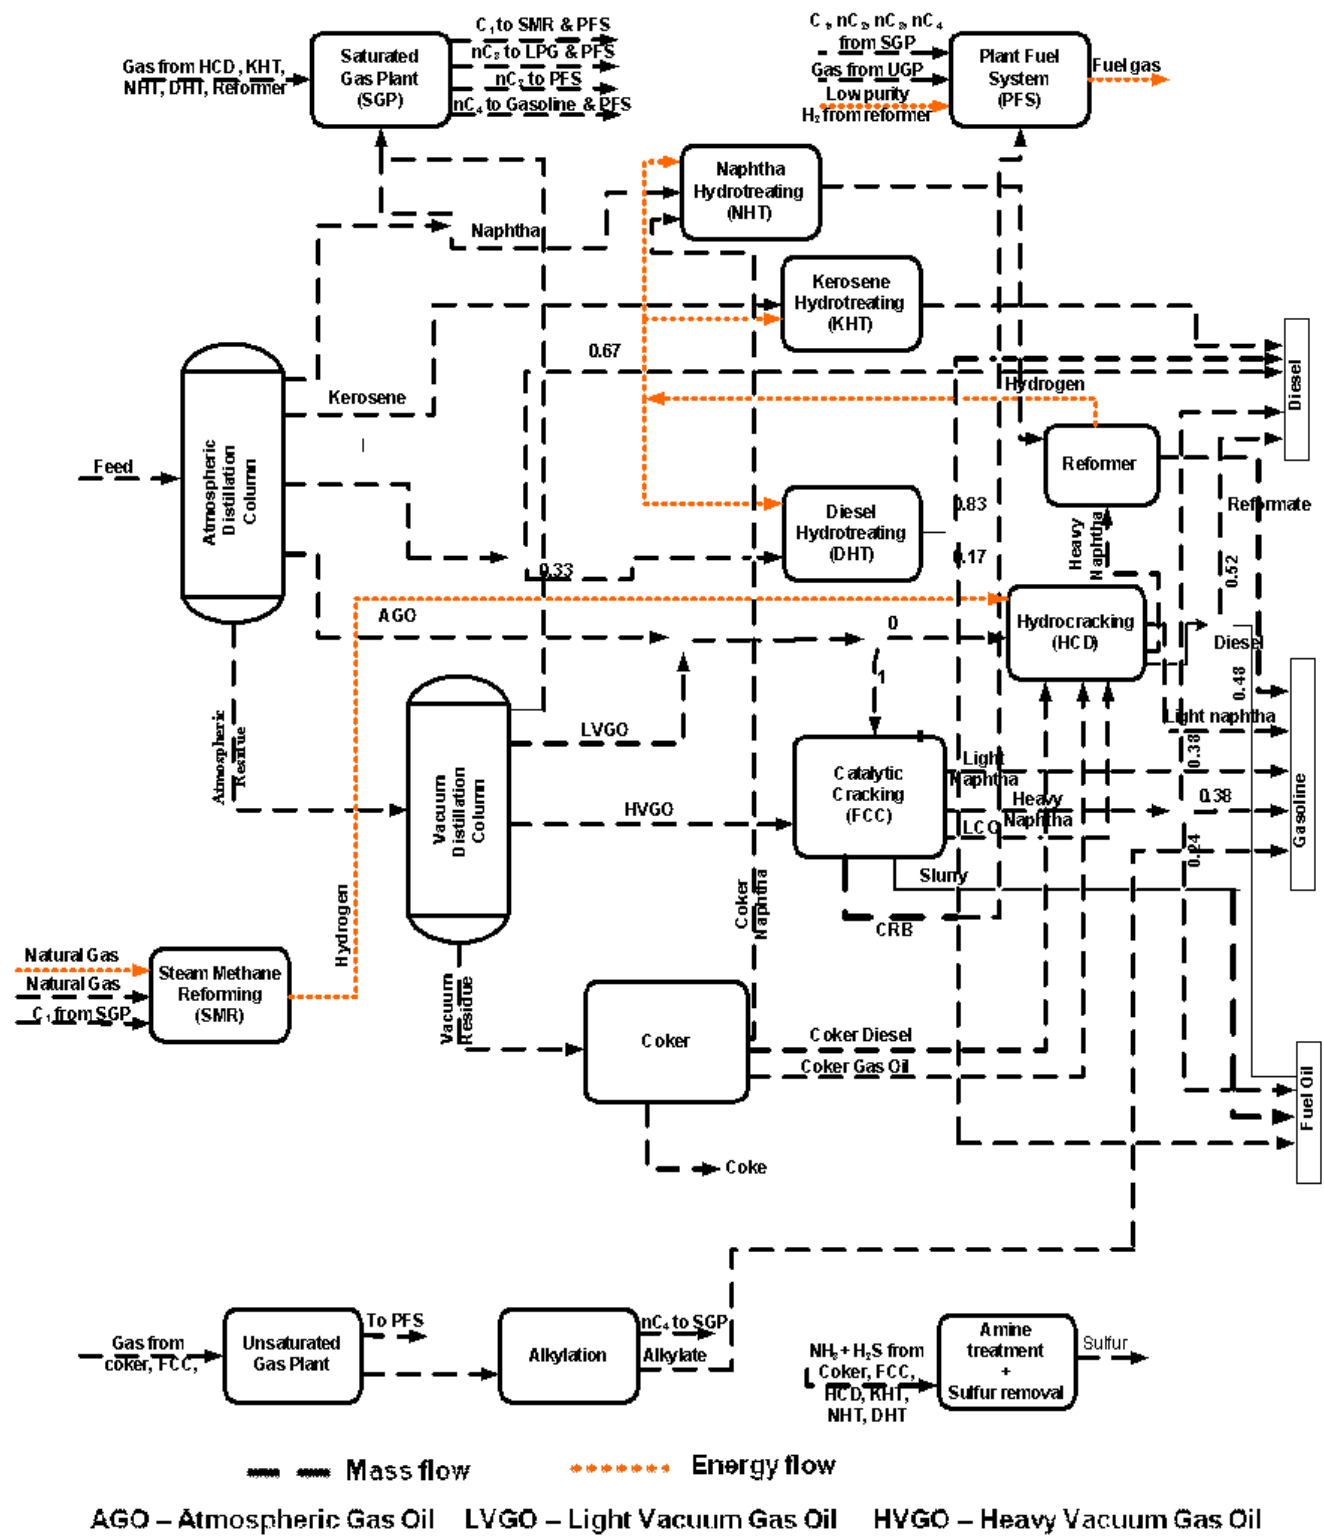 C₁ to SMR & PFS
nC₃ to LPG & PFS
nC₂ to PFS
nC₄ to Gasoline & PFS
Gas from HCD, KHT,
NHT, DHT, Reformer
Saturated
Gas Plant
(SGP)
C₁, nC₂, nC₃, nC₄
from SGP
Gas from UGP
Low purity
H₂ from reformer
Plant Fuel
System
(PFS)
Fuel gas
Naphtha
Hydrotreating
(NHT)
Naphtha
Kerosene
Hydrotreating
(KHT)
0.67
Kerosene
Hydrogen
Diesel
Feed
Atmospheric
Distillation
Column
Reformer
Reformate
Diesel
Hydrotreating
(DHT)
0.83
0.17
0.33
Heavy
Naphtha
0.52
AGO
0
1
Hydrocracking
(HCD)
Diesel
0.48
Light naphtha
0.38
Atmospheric
Residue
LVGO
HVGO
Vacuum
Distillation
Column
Catalytic
Cracking
(FCC)
Light
Naphtha
Heavy
Naphtha
0.38
LCO
0.24
Slurry
CRB
Gasoline
Coker
Naphtha
Hydrogen
Natural Gas
Natural Gas
C₁ from SGP
Steam Methane
Reforming
(SMR)
Vacuum
Residue
Coker
Coker Diesel
Coker Gas Oil
Coke
Fuel Oil
Gas from
coker, FCC,
Unsaturated
Gas Plant
To PFS
Alkylation
nC₄ to SGP
Alkylate
NH₃ + H₂S from
Coker, FCC,
HCD, KHT,
NHT, DHT
Amine
treatment
+
Sulfur removal
Sulfur
Mass flow
Energy flow
AGO – Atmospheric Gas Oil LVGO – Light Vacuum Gas Oil HVGO – Heavy Vacuum Gas Oil